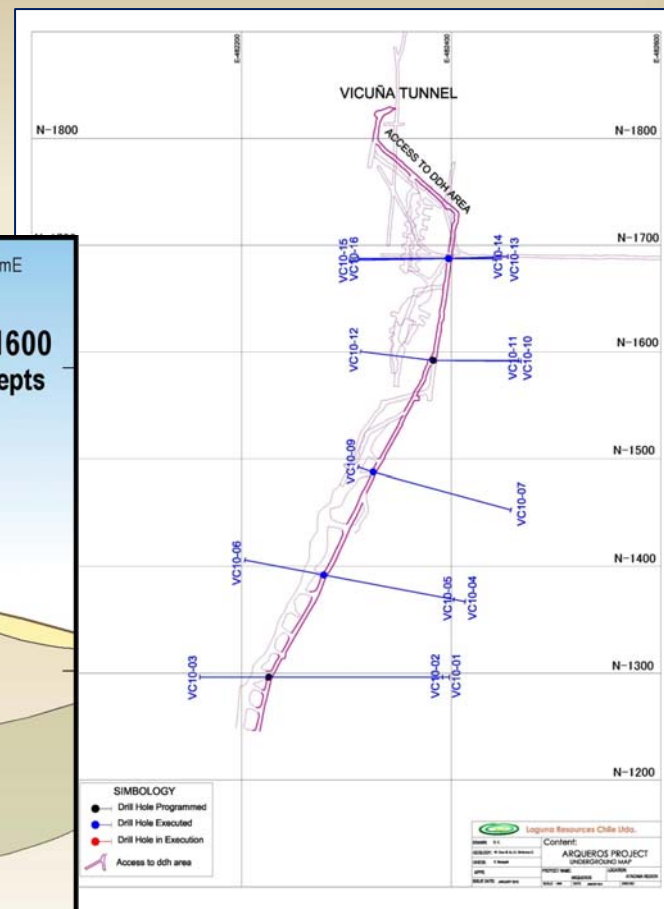 E-482200
E-482400
E-482600
VICUÑA TUNNEL
N-1800
N-1800
ACCESS TO DDH AREA
mE
N-1700
VC10-15
VC10-16
VC10-14
VC10-13
1600
epts
N-1600
VC10-12
VC10-11
VC10-10
N-1500
VC10-09
VC10-07
N-1400
VC10-06
VC10-05
VC10-04
N-1300
VC10-03
VC10-02
VC10-01
N-1200
SIMBOLOGY
Drill Hole Programmed
Drill Hole Executed
Drill Hole in Execution
Access to ddh area
Laguna Resources Chile Ltda.
Content:
ARQUEROS PROJECT
UNDERGROUND MAP